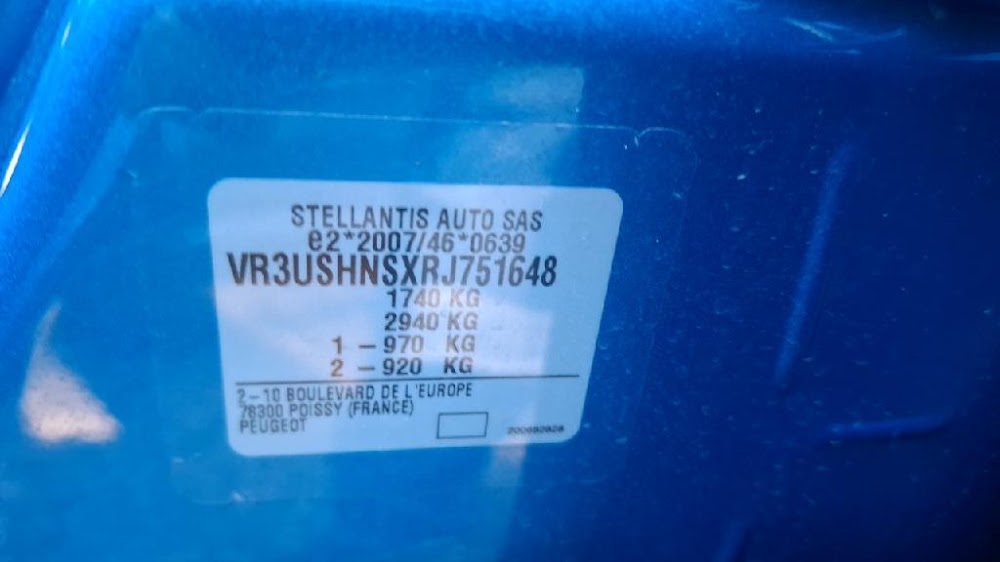 STELLANTIS AUTO SAS
e2*2007/46*0639
VR3USHNSXRJ751648
1740 KG
2940 KG
1 – 970 KG
2 – 920 KG
2–10 BOULEVARD DE L'EUROPE
78300 POISSY (FRANCE)
PEUGEOT